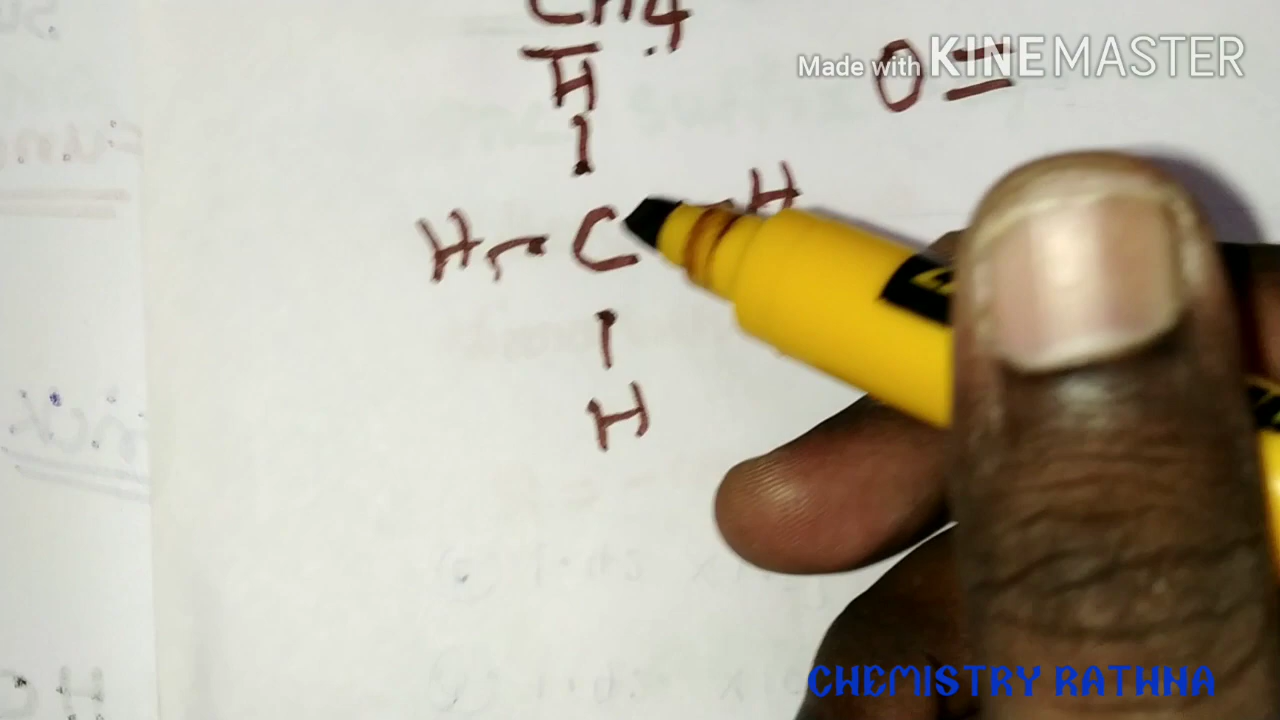 CH4
Made with KINEMASTER
O =
H
H - C - H
H
CHEMISTRY RATHNA